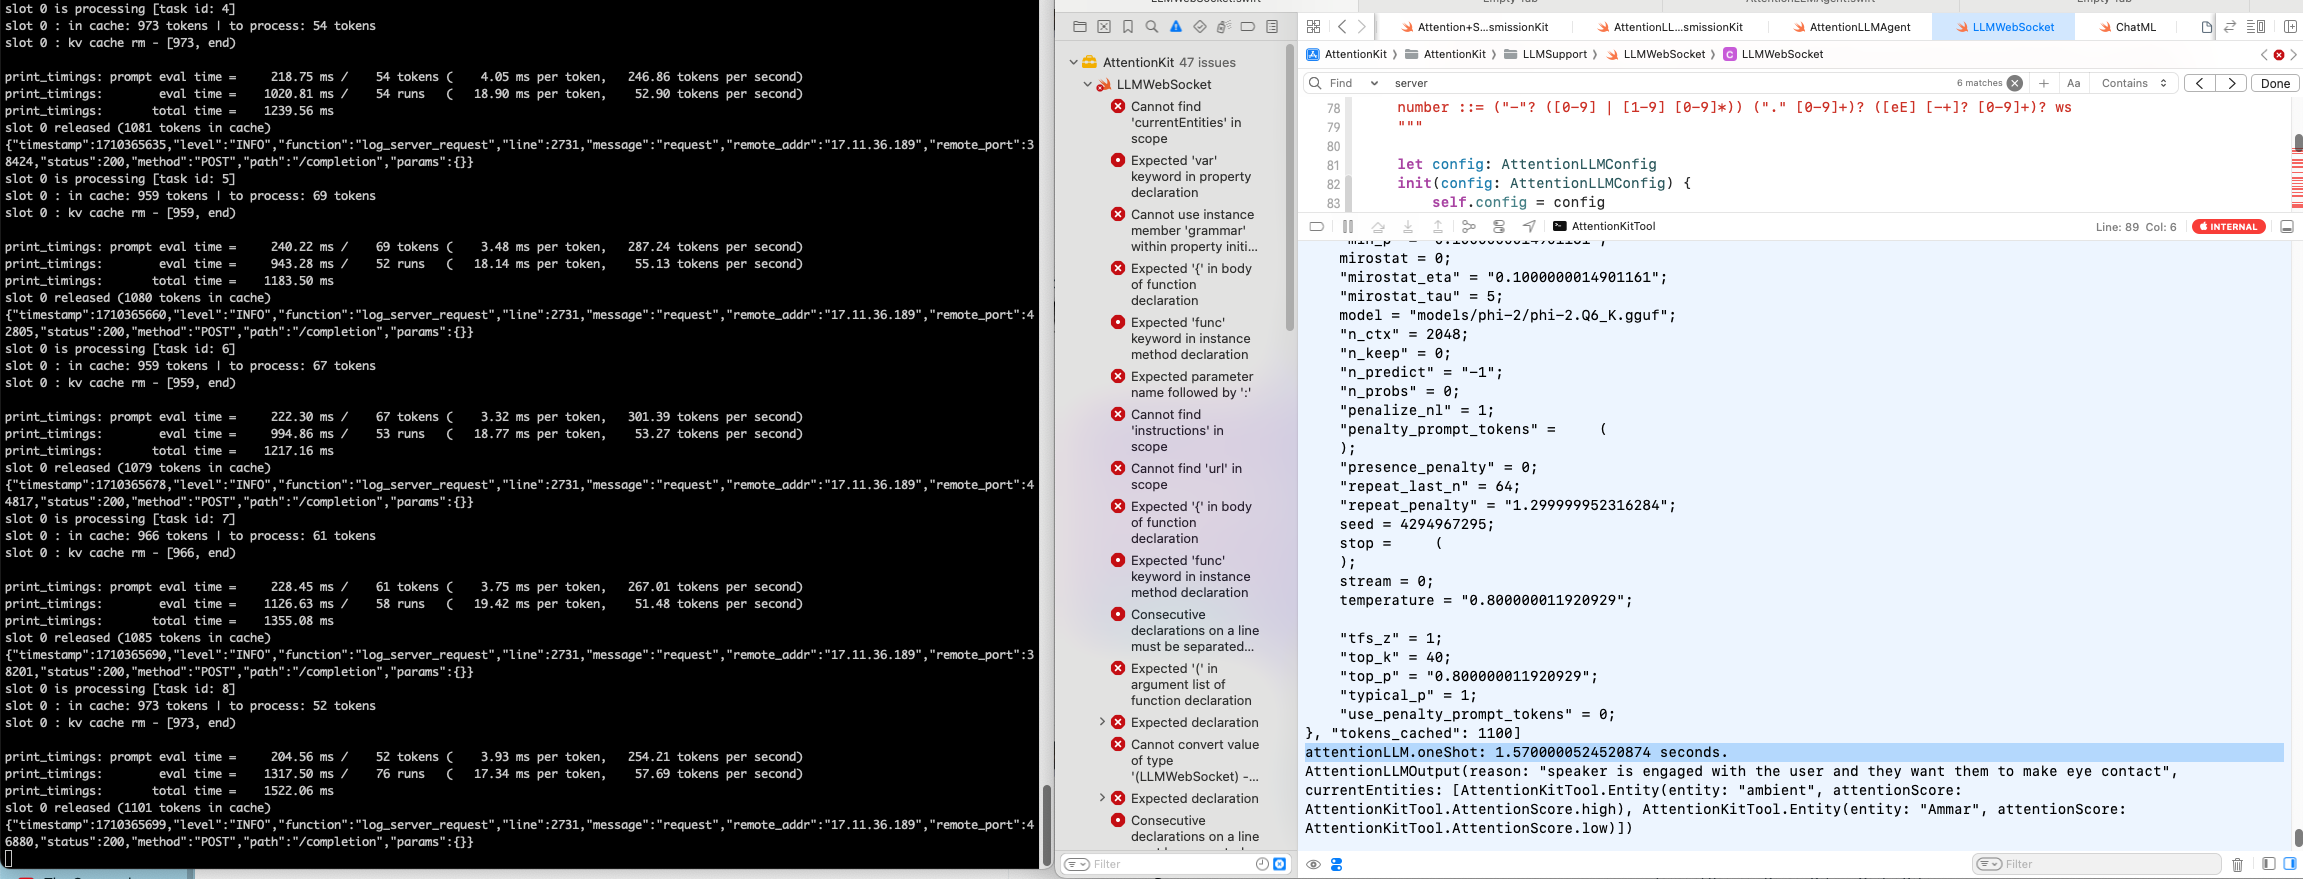 slot 0 is processing [task id: 4]
slot 0 : in cache: 973 tokens | to process: 54 tokens
slot 0 : kv cache rm - [973, end)
print_timings: prompt eval time =     218.75 ms /    54 tokens (    4.05 ms per token,   246.86 tokens per second)
print_timings:        eval time =    1020.81 ms /    54 runs   (   18.90 ms per token,    52.90 tokens per second)
print_timings:       total time =    1239.56 ms
slot 0 released (1081 tokens in cache)
{"timestamp":1710365635,"level":"INFO","function":"log_server_request","line":2731,"message":"request","remote_addr":"17.11.36.189","remote_port":3
8424,"status":200,"method":"POST","path":"/completion","params":{}}
slot 0 is processing [task id: 5]
slot 0 : in cache: 959 tokens | to process: 69 tokens
slot 0 : kv cache rm - [959, end)
print_timings: prompt eval time =     240.22 ms /    69 tokens (    3.48 ms per token,   287.24 tokens per second)
print_timings:        eval time =     943.28 ms /    52 runs   (   18.14 ms per token,    55.13 tokens per second)
print_timings:       total time =    1183.50 ms
slot 0 released (1080 tokens in cache)
{"timestamp":1710365660,"level":"INFO","function":"log_server_request","line":2731,"message":"request","remote_addr":"17.11.36.189","remote_port":4
2805,"status":200,"method":"POST","path":"/completion","params":{}}
slot 0 is processing [task id: 6]
slot 0 : in cache: 959 tokens | to process: 67 tokens
slot 0 : kv cache rm - [959, end)
print_timings: prompt eval time =     222.30 ms /    67 tokens (    3.32 ms per token,   301.39 tokens per second)
print_timings:        eval time =     994.86 ms /    53 runs   (   18.77 ms per token,    53.27 tokens per second)
print_timings:       total time =    1217.16 ms
slot 0 released (1079 tokens in cache)
{"timestamp":1710365678,"level":"INFO","function":"log_server_request","line":2731,"message":"request","remote_addr":"17.11.36.189","remote_port":4
4817,"status":200,"method":"POST","path":"/completion","params":{}}
slot 0 is processing [task id: 7]
slot 0 : in cache: 966 tokens | to process: 61 tokens
slot 0 : kv cache rm - [966, end)
print_timings: prompt eval time =     228.45 ms /    61 tokens (    3.75 ms per token,   267.01 tokens per second)
print_timings:        eval time =    1126.63 ms /    58 runs   (   19.42 ms per token,    51.48 tokens per second)
print_timings:       total time =    1355.08 ms
slot 0 released (1085 tokens in cache)
{"timestamp":1710365690,"level":"INFO","function":"log_server_request","line":2731,"message":"request","remote_addr":"17.11.36.189","remote_port":3
8201,"status":200,"method":"POST","path":"/completion","params":{}}
slot 0 is processing [task id: 8]
slot 0 : in cache: 973 tokens | to process: 52 tokens
slot 0 : kv cache rm - [973, end)
print_timings: prompt eval time =     204.56 ms /    52 tokens (    3.93 ms per token,   254.21 tokens per second)
print_timings:        eval time =    1317.50 ms /    76 runs   (   17.34 ms per token,    57.69 tokens per second)
print_timings:       total time =    1522.06 ms
slot 0 released (1101 tokens in cache)
{"timestamp":1710365699,"level":"INFO","function":"log_server_request","line":2731,"message":"request","remote_addr":"17.11.36.189","remote_port":4
6880,"status":200,"method":"POST","path":"/completion","params":{}}
AttentionKit 47 issues
LLMWebSocket
Cannot find
'currentEntities' in
scope
Expected 'var'
keyword in property
declaration
Cannot use instance
member 'grammar'
within property initi...
Expected '{' in body
of function
declaration
Expected 'func'
keyword in instance
method declaration
Expected parameter
name followed by ':'
Cannot find
'instructions' in
scope
Cannot find 'url' in
scope
Expected '{' in body
of function
declaration
Expected 'func'
keyword in instance
method declaration
Consecutive
declarations on a line
must be separated...
Expected '(' in
argument list of
function declaration
Expected declaration
Cannot convert value
of type
'(LLMWebSocket) -...
Expected declaration
Consecutive
declarations on a line
Filter
Attention+S...smissionKit AttentionLL...smissionKit AttentionLLMAgent LLMWebSocket ChatML
AttentionKit AttentionKit LLMSupport LLMWebSocket LLMWebSocket
Find server 6 matches Aa Contains Done
78 number ::= ("-"? ([0-9] | [1-9] [0-9]*)) ("." [0-9]+)? ([eE] [-+]? [0-9]+)? ws
79 """
80
81 let config: AttentionLLMConfig
82 init(config: AttentionLLMConfig) {
83 self.config = config
AttentionKitTool Line: 89 Col: 6 INTERNAL
mirostat = 0;
"mirostat_eta" = "0.1000000014901161";
"mirostat_tau" = 5;
model = "models/phi-2/phi-2.Q6_K.gguf";
"n_ctx" = 2048;
"n_keep" = 0;
"n_predict" = "-1";
"n_probs" = 0;
"penalize_nl" = 1;
"penalty_prompt_tokens" =     (
);
"presence_penalty" = 0;
"repeat_last_n" = 64;
"repeat_penalty" = "1.299999952316284";
seed = 4294967295;
stop =     (
);
stream = 0;
temperature = "0.800000011920929";
"tfs_z" = 1;
"top_k" = 40;
"top_p" = "0.800000011920929";
"typical_p" = 1;
"use_penalty_prompt_tokens" = 0;
}, "tokens_cached": 1100]
attentionLLM.oneShot: 1.5700000524520874 seconds.
AttentionLLMOutput(reason: "speaker is engaged with the user and they want them to make eye contact",
currentEntities: [AttentionKitTool.Entity(entity: "ambient", attentionScore:
AttentionKitTool.AttentionScore.high), AttentionKitTool.Entity(entity: "Ammar", attentionScore:
AttentionKitTool.AttentionScore.low)])
Filter